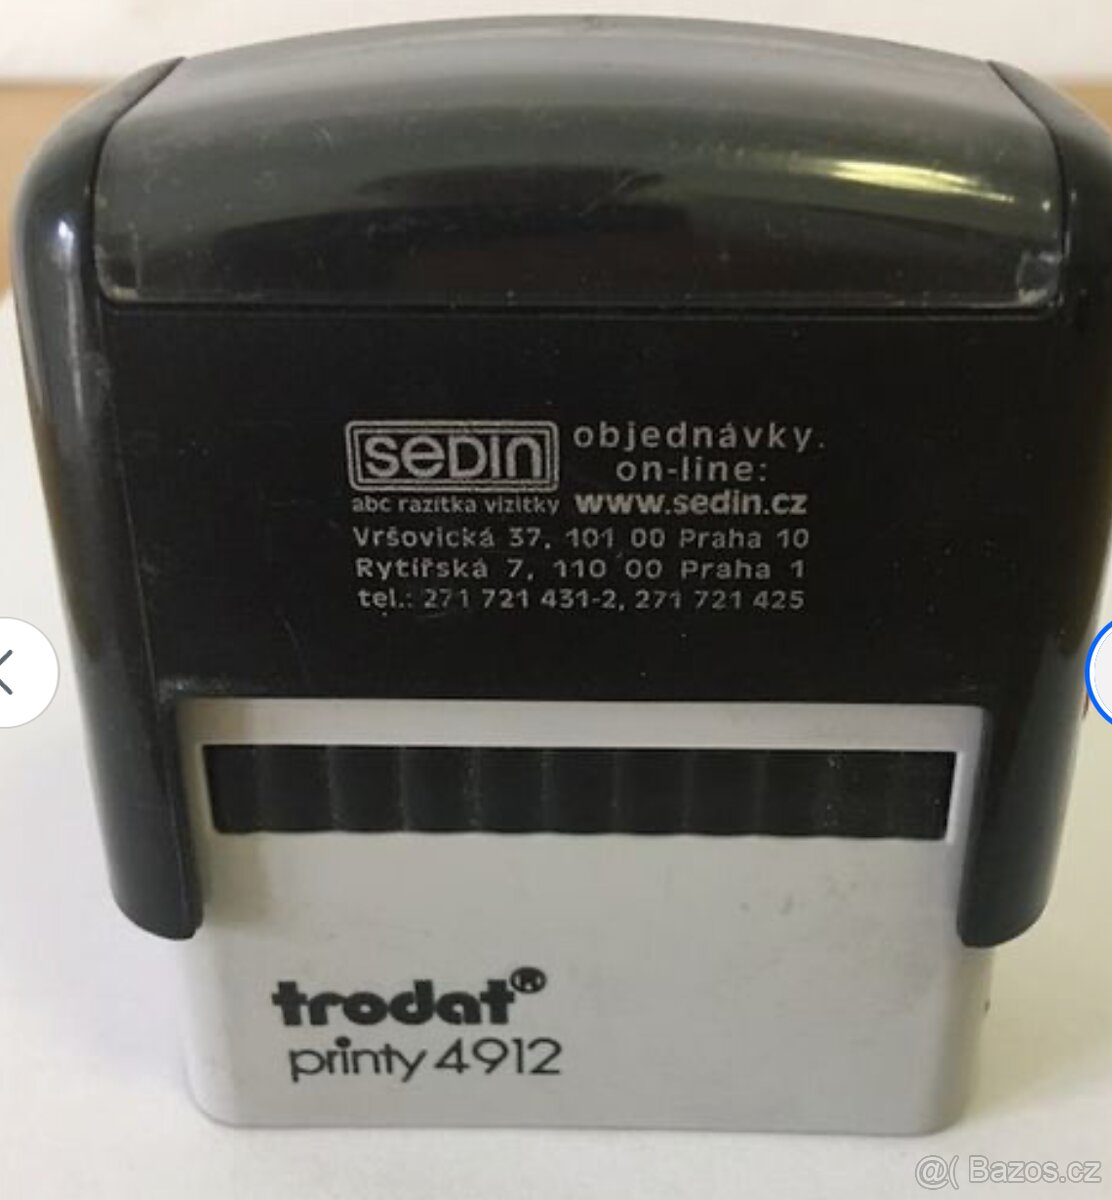 seDin
objednávky.
on-line:
abc razítka vizitky www.sedin.cz
Vršovická 37, 101 00 Praha 10
Rytířská 7, 110 00 Praha 1
tel.: 271 721 431-2, 271 721 425
trodat®
printy 4912
@( Bazos.cz